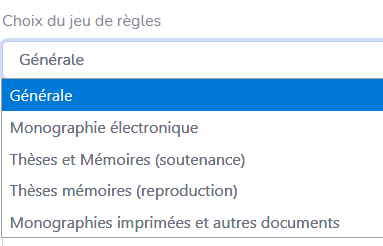 Choix du jeu de règles
Générale
Générale
Monographie électronique
Thèses et Mémoires (soutenance)
Thèses mémoires (reproduction)
Monographies imprimées et autres documents